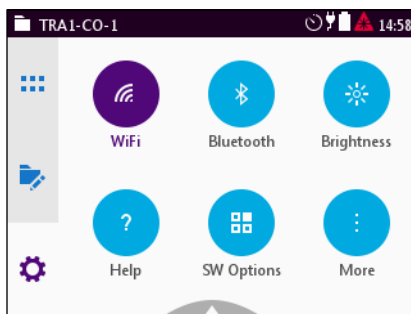 TRA1-CO-1 14:58
WiFi Bluetooth Brightness
? Help SW Options More